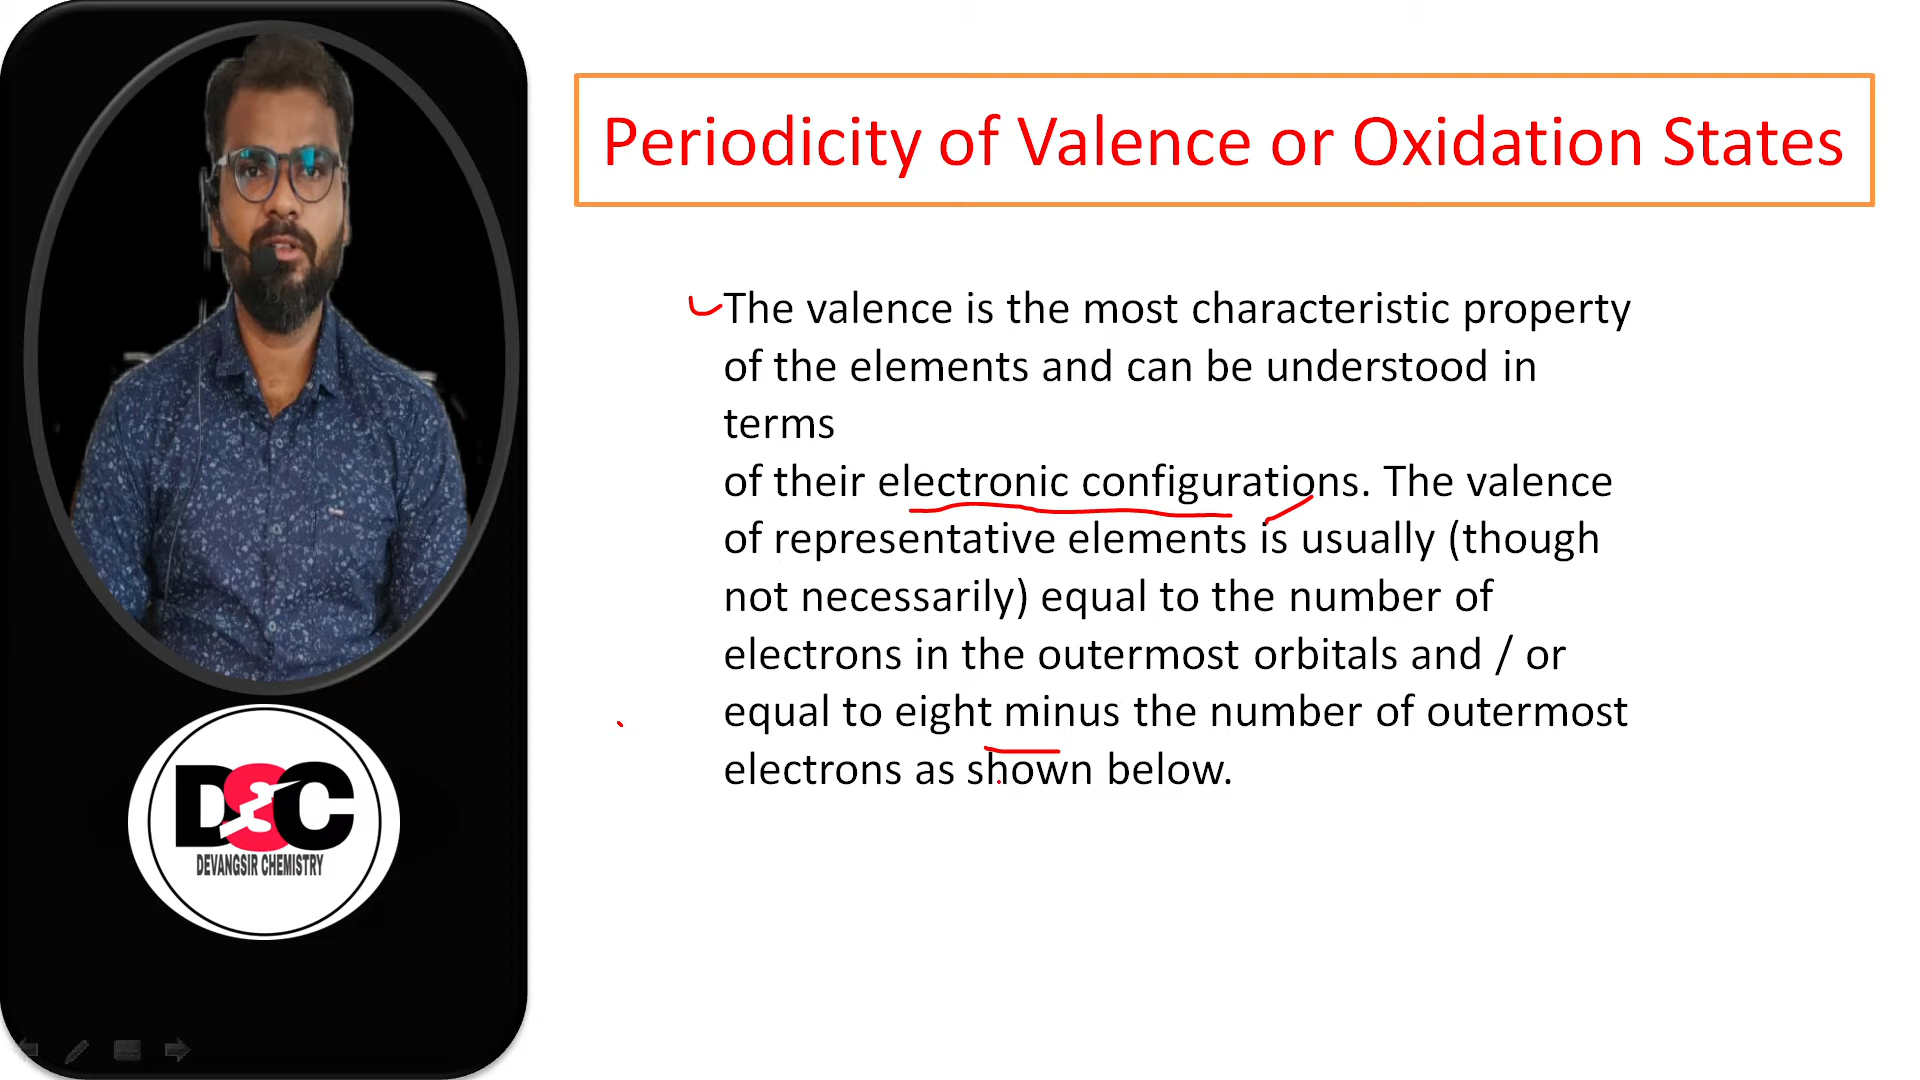 Periodicity of Valence or Oxidation States
The valence is the most characteristic property
of the elements and can be understood in
terms
of their electronic configurations. The valence
of representative elements is usually (though
not necessarily) equal to the number of
electrons in the outermost orbitals and / or
equal to eight minus the number of outermost
electrons as shown below.
DSC
DEVANGSIR CHEMISTRY